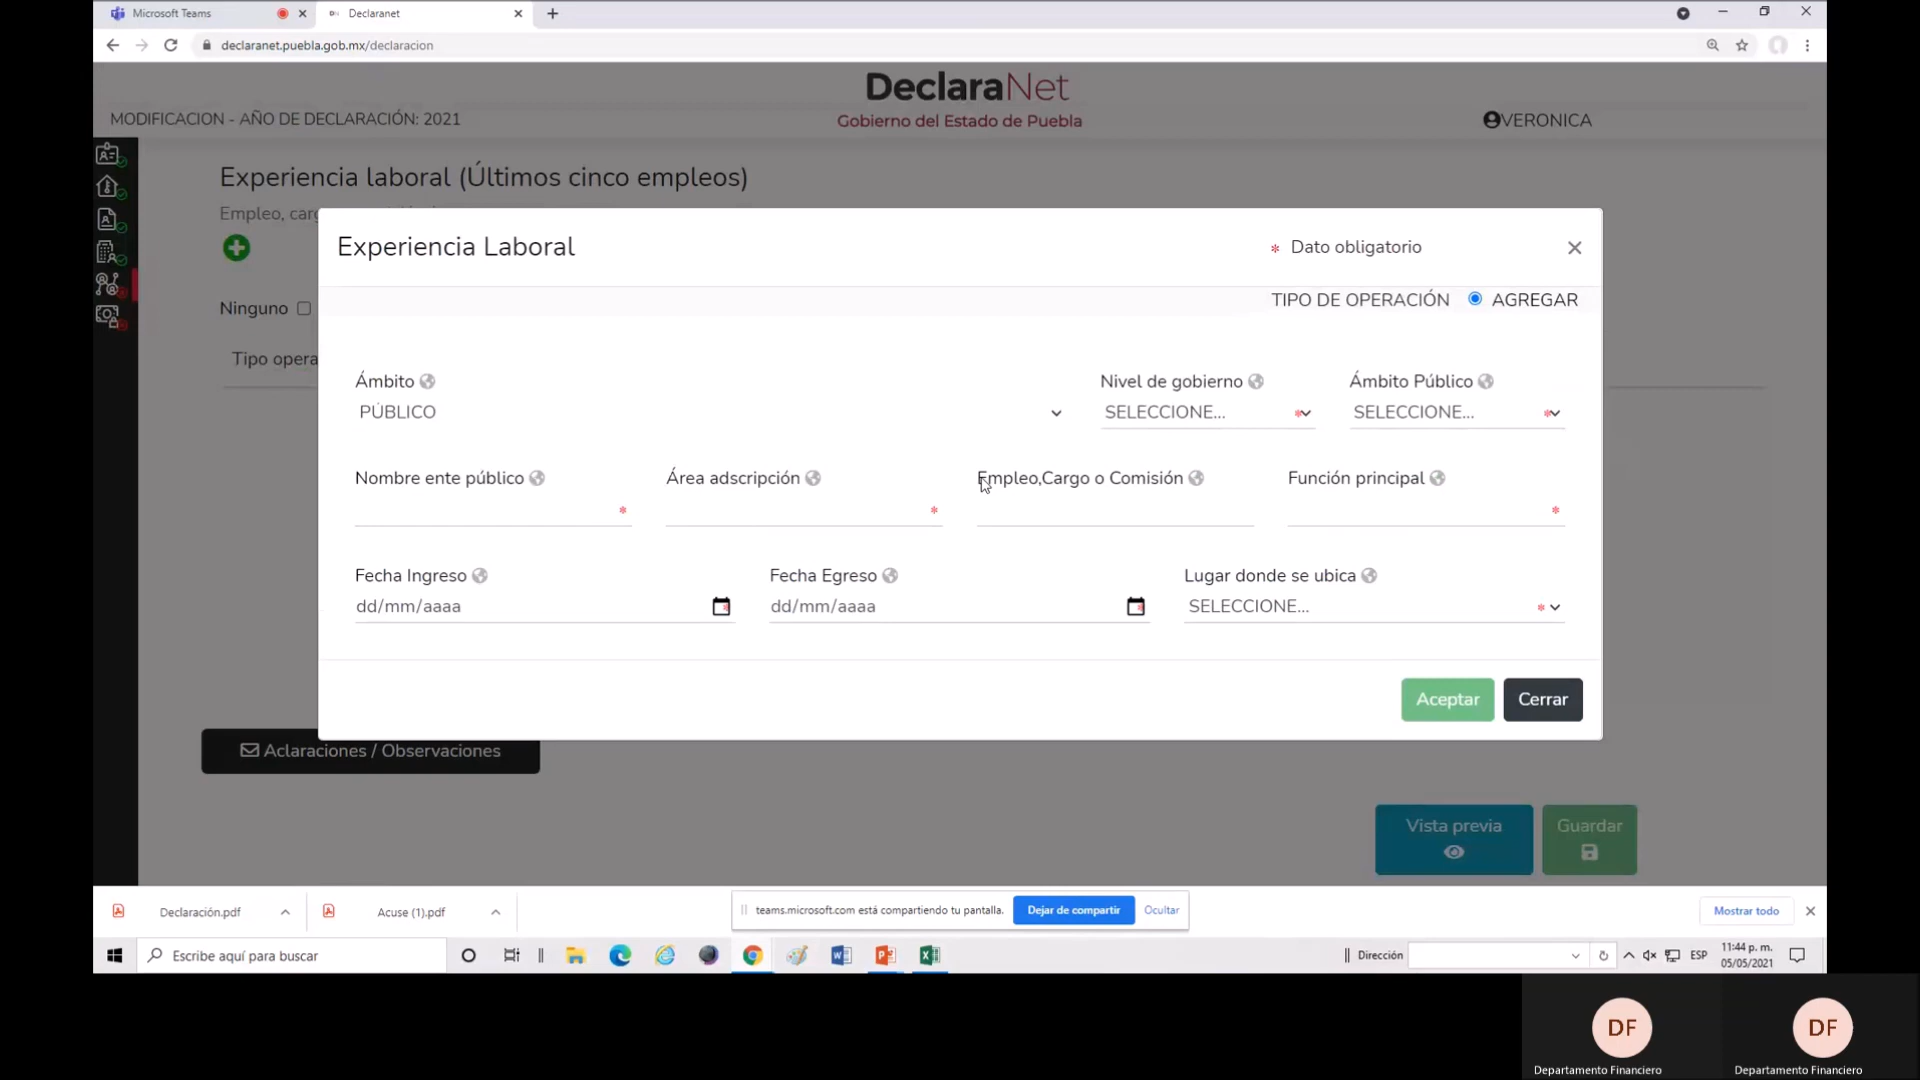 Microsoft Teams
Declaranet
declaranet.puebla.gob.mx/declaracion
DeclaraNet
MODIFICACION - AÑO DE DECLARACIÓN: 2021
Gobierno del Estado de Puebla
VERONICA
Experiencia laboral (Últimos cinco empleos)
Empleo, carg
Experiencia Laboral
* Dato obligatorio
TIPO DE OPERACIÓN AGREGAR
Ninguno
Tipo opera
Ámbito
Nivel de gobierno
Ámbito Público
PÚBLICO
SELECCIONE... *
SELECCIONE... *
Nombre ente público
Área adscripción
Empleo,Cargo o Comisión
Función principal
* * *
Fecha Ingreso
Fecha Egreso
Lugar donde se ubica
dd/mm/aaaa
dd/mm/aaaa
SELECCIONE... *
Aceptar
Cerrar
Aclaraciones / Observaciones
Vista previa
Guardar
Declaración.pdf
Acuse (1).pdf
teams.microsoft.com está compartiendo tu pantalla.
Dejar de compartir
Ocultar
Mostrar todo
Escribe aquí para buscar
Dirección
ESP
11:44 p. m.
05/05/2021
DF
DF
Departamento Financiero
Departamento Financiero